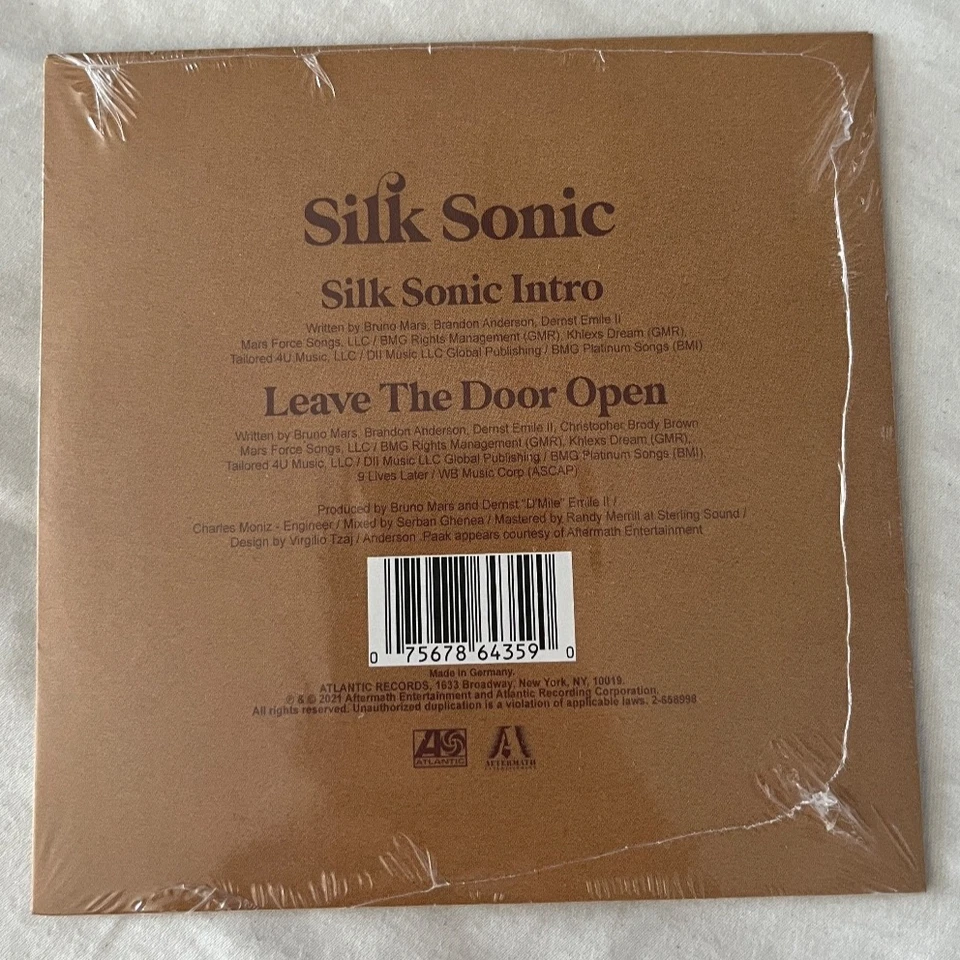 Silk Sonic
Silk Sonic Intro
Written by Bruno Mars, Brandon Anderson, Dernst Emile II
Mars Force Songs, LLC / BMG Rights Management (GMR), Khlexs Dream (GMR),
Tailored 4U Music, LLC / DII Music LLC Global Publishing / BMG Platinum Songs (BMI)
Leave The Door Open
Written by Bruno Mars, Brandon Anderson, Dernst Emile II, Christopher Brody Brown
Mars Force Songs, LLC / BMG Rights Management (GMR), Khlexs Dream (GMR),
Tailored 4U Music, LLC / DII Music LLC Global Publishing / BMG Platinum Songs (BMI),
9 Lives Later / WB Music Corp (ASCAP)
Produced by Bruno Mars and Dernst "D'Mile" Emile II /
Charles Moniz - Engineer / Mixed by Serban Ghenea / Mastered by Randy Merrill at Sterling Sound /
Design by Virgilio Tzaj / Anderson .Paak appears courtesy of Aftermath Entertainment
0 75678 64359 0
Made in Germany.
ATLANTIC RECORDS, 1633 Broadway, New York, NY, 10019.
℗ & © 2021 Aftermath Entertainment and Atlantic Recording Corporation.
All rights reserved. Unauthorized duplication is a violation of applicable laws. 2-658998
ATLANTIC
AFTERMATH
ENTERTAINMENT